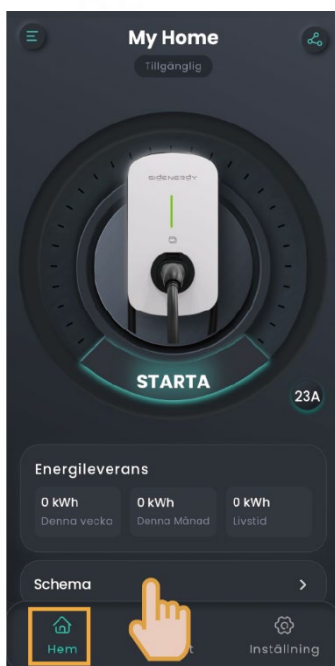 My Home
Tillgänglig
SIGENERGY
STARTA
23A
Energileverans
0 kWh
0 kWh
0 kWh
Denna vecka
Denna Månad
Livstid
Schema
Hem
Inställning